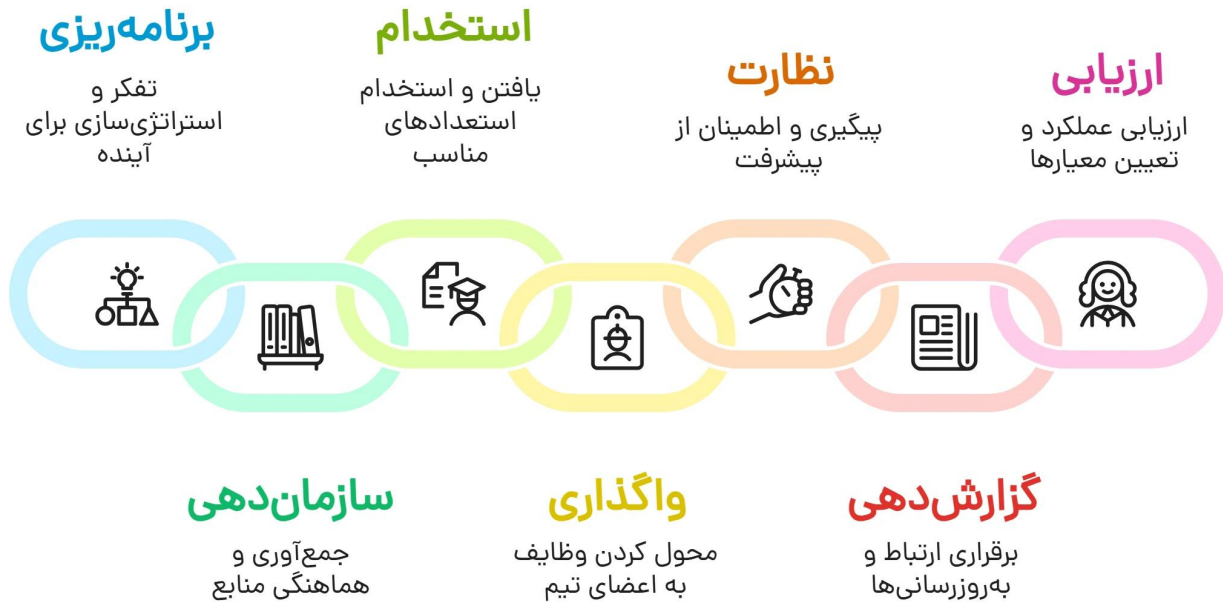 برنامه‌ریزی
تفکر و
استراتژی‌سازی برای
آینده
سازمان‌دهی
جمع‌آوری و
هماهنگی منابع
استخدام
یافتن و استخدام
استعدادهای
مناسب
واگذاری
محول کردن وظایف
به اعضای تیم
نظارت
پیگیری و اطمینان از
پیشرفت
گزارش‌دهی
برقراری ارتباط و
به‌روزرسانی‌ها
ارزیابی
ارزیابی عملکرد و
تعیین معیارها